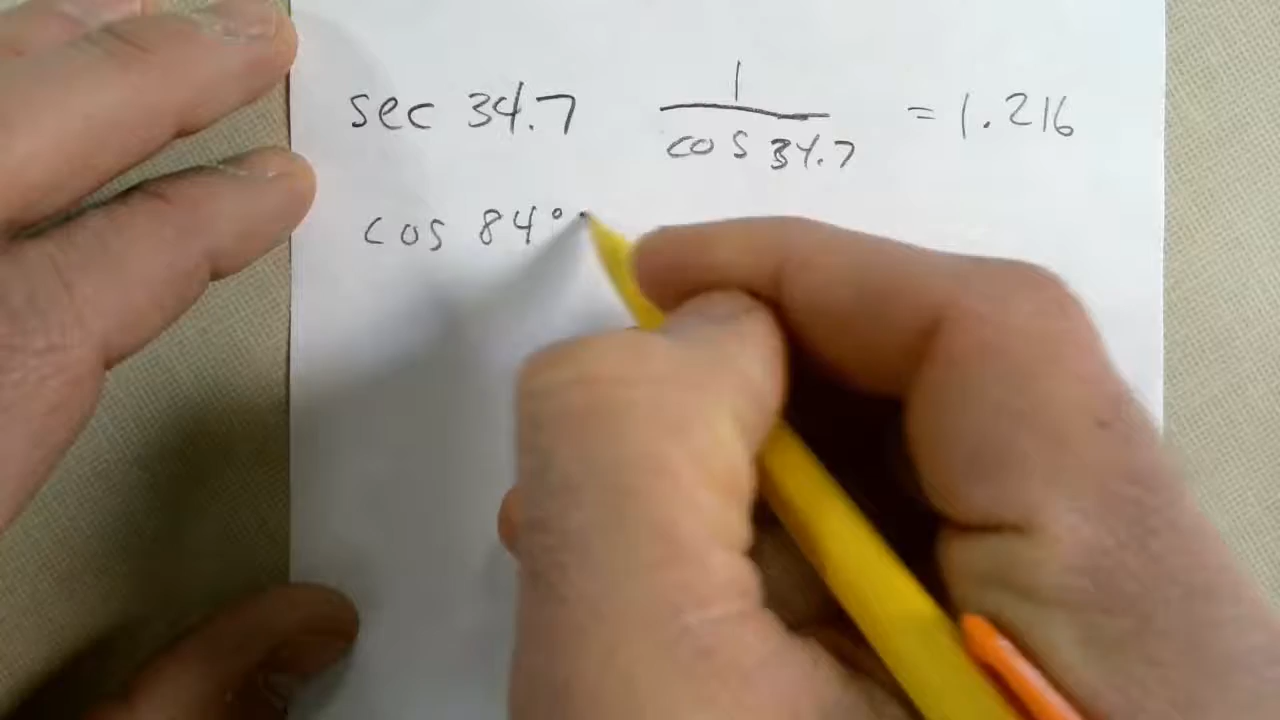 sec 34.7 1/cos 34.7 = 1.216
cos 84°